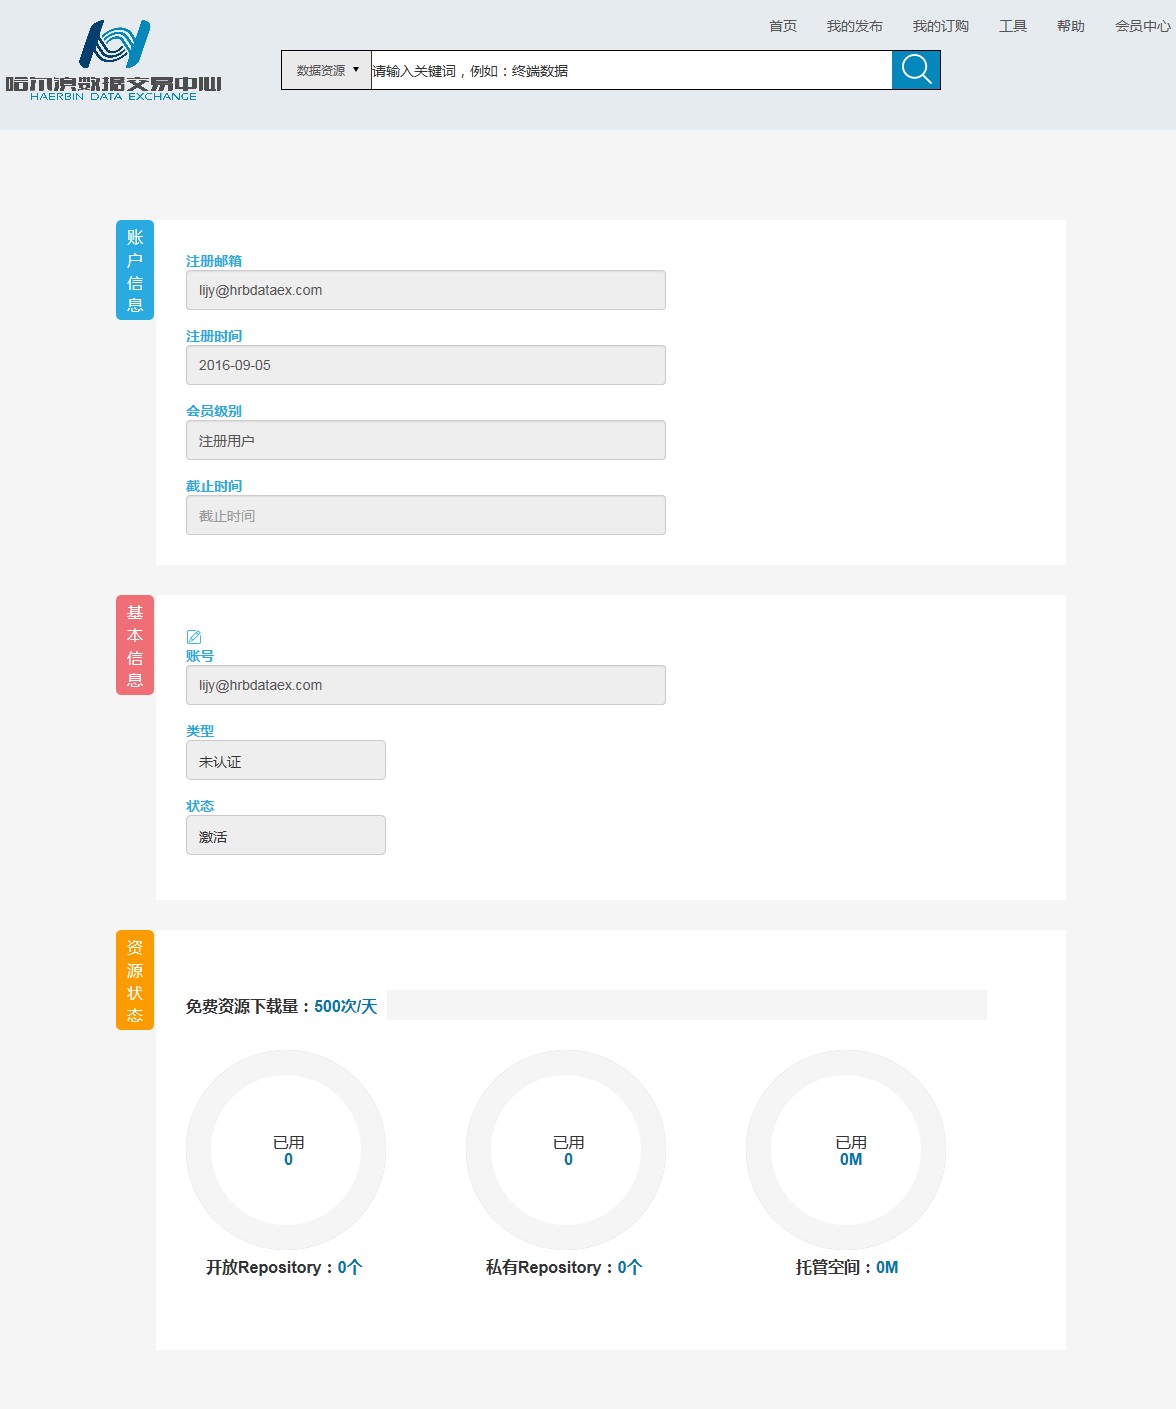 首页 我的发布 我的订购 工具 帮助 会员中心
哈尔滨数据交易中心
HAERBIN DATA EXCHANGE
数据资源 ▼ 请输入关键词，例如：终端数据
账户信息
注册邮箱
lijy@hrbdataex.com
注册时间
2016-09-05
会员级别
注册用户
截止时间
截止时间
基本信息
账号
lijy@hrbdataex.com
类型
未认证
状态
激活
资源状态
免费资源下载量：500次/天
已用 已用 已用
0 0 0M
开放Repository：0个 私有Repository：0个 托管空间：0M